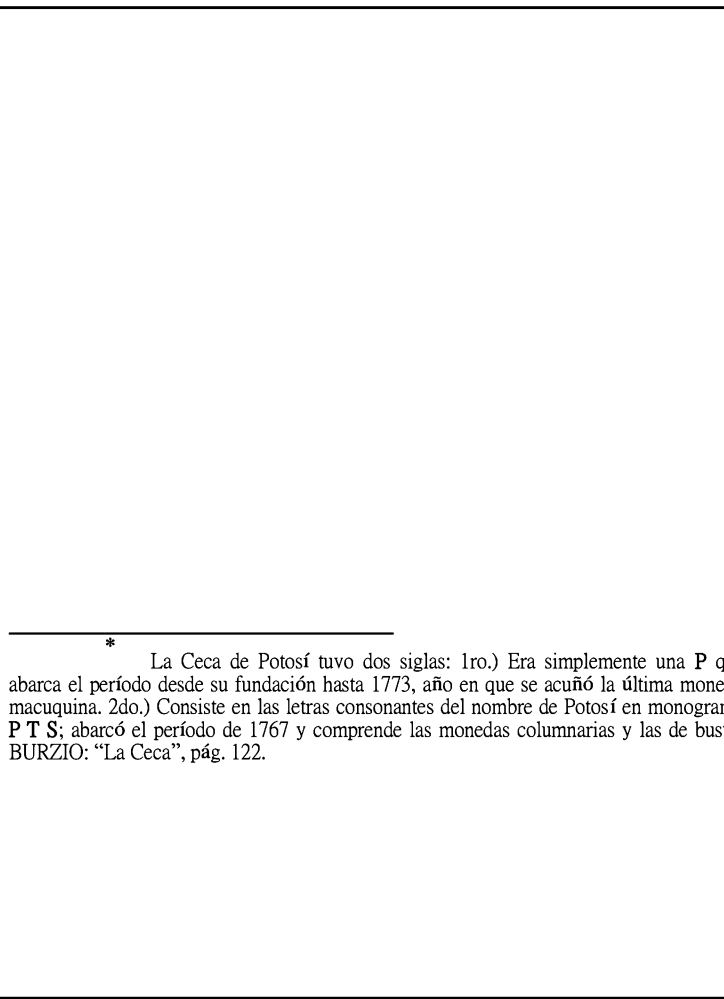 *
La Ceca de Potosí tuvo dos siglas: 1ro.) Era simplemente una P q
abarca el período desde su fundación hasta 1773, año en que se acuñó la última mone
macuquina. 2do.) Consiste en las letras consonantes del nombre de Potosí en monogra
P T S; abarcó el período de 1767 y comprende las monedas columnarias y las de bus
BURZIO: “La Ceca”, pág. 122.